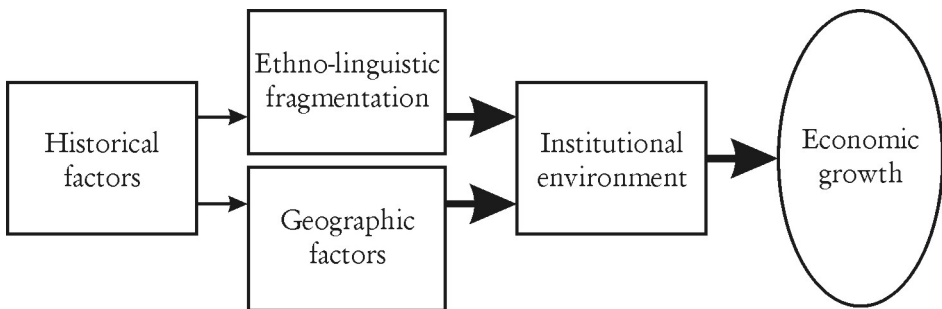 Historical
factors
Ethno-linguistic
fragmentation
Geographic
factors
Institutional
environment
Economic
growth